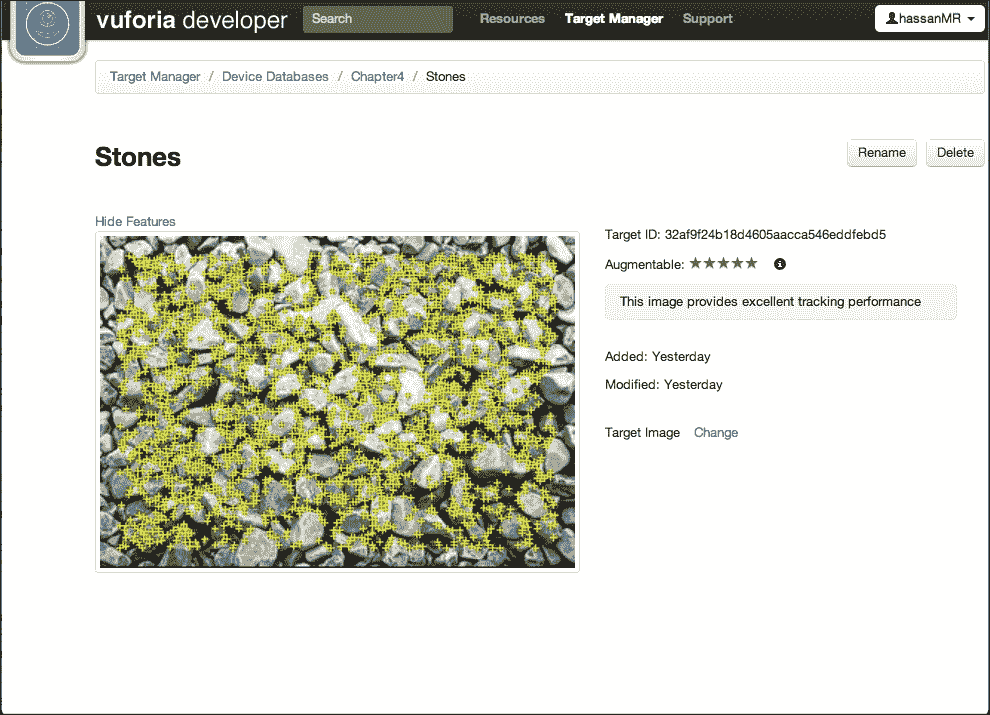 vuforia developer Search Resources Target Manager Support hassanMR
Target Manager / Device Databases / Chapter4 / Stones
Stones
Rename Delete
Hide Features
Target ID: 32af9f24b18d4605aacca546eddfebd5
Augmentable:
This image provides excellent tracking performance
Added: Yesterday
Modified: Yesterday
Target Image Change